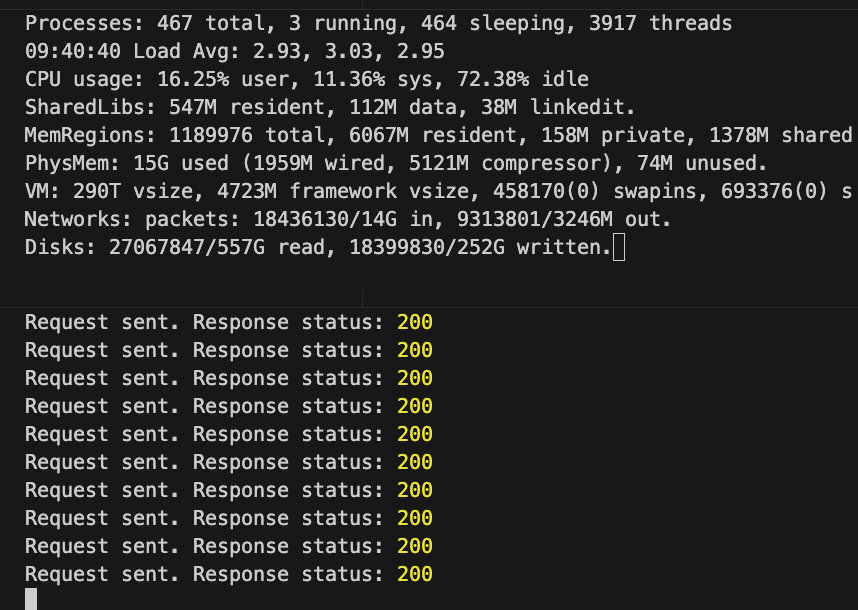 Processes: 467 total, 3 running, 464 sleeping, 3917 threads
09:40:40 Load Avg: 2.93, 3.03, 2.95
CPU usage: 16.25% user, 11.36% sys, 72.38% idle
SharedLibs: 547M resident, 112M data, 38M linkedit.
MemRegions: 1189976 total, 6067M resident, 158M private, 1378M shared
PhysMem: 15G used (1959M wired, 5121M compressor), 74M unused.
VM: 290T vsize, 4723M framework vsize, 458170(0) swapins, 693376(0) s
Networks: packets: 18436130/14G in, 9313801/3246M out.
Disks: 27067847/557G read, 18399830/252G written.
Request sent. Response status: 200
Request sent. Response status: 200
Request sent. Response status: 200
Request sent. Response status: 200
Request sent. Response status: 200
Request sent. Response status: 200
Request sent. Response status: 200
Request sent. Response status: 200
Request sent. Response status: 200
Request sent. Response status: 200